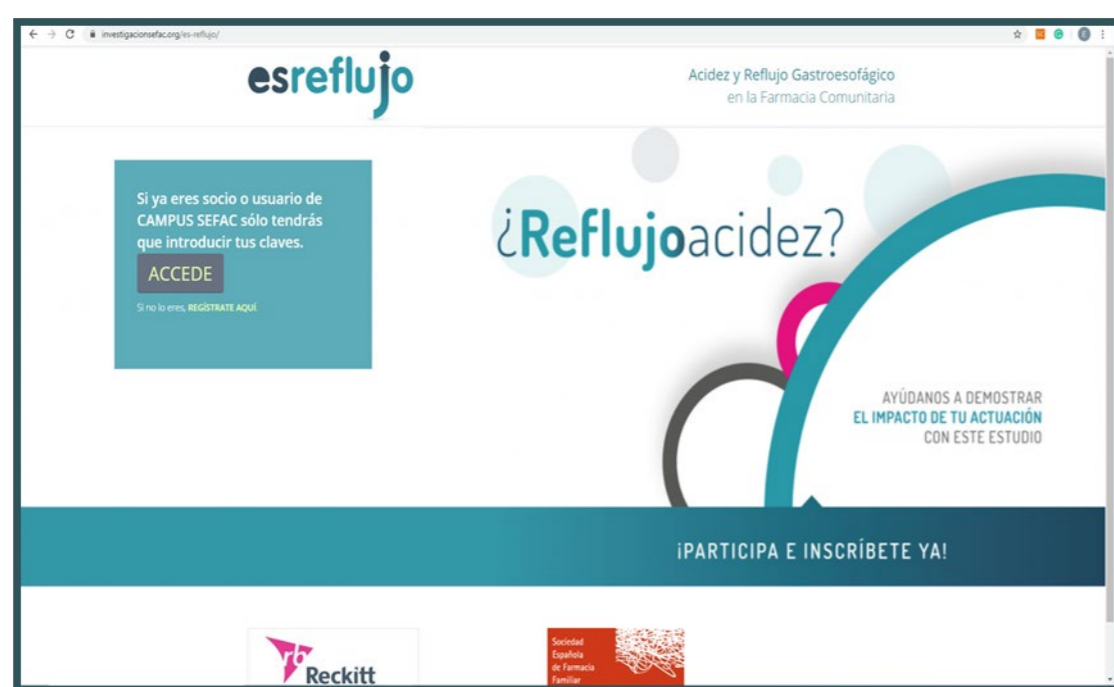 investigacionsefac.org/es-reflujo/
esreflujo
Acidez y Reflujo Gastroesofágico
en la Farmacia Comunitaria
Si ya eres socio o usuario de
CAMPUS SEFAC sólo tendrás
que introducir tus claves.
ACCEDE
Si no lo eres, REGÍSTRATE AQUÍ
¿Reflujoacidez?
AYÚDANOS A DEMOSTRAR
EL IMPACTO DE TU ACTUACIÓN
CON ESTE ESTUDIO
¡PARTICIPA E INSCRÍBETE YA!
rb
Reckitt
Sociedad
Española
de Farmacia
Familiar